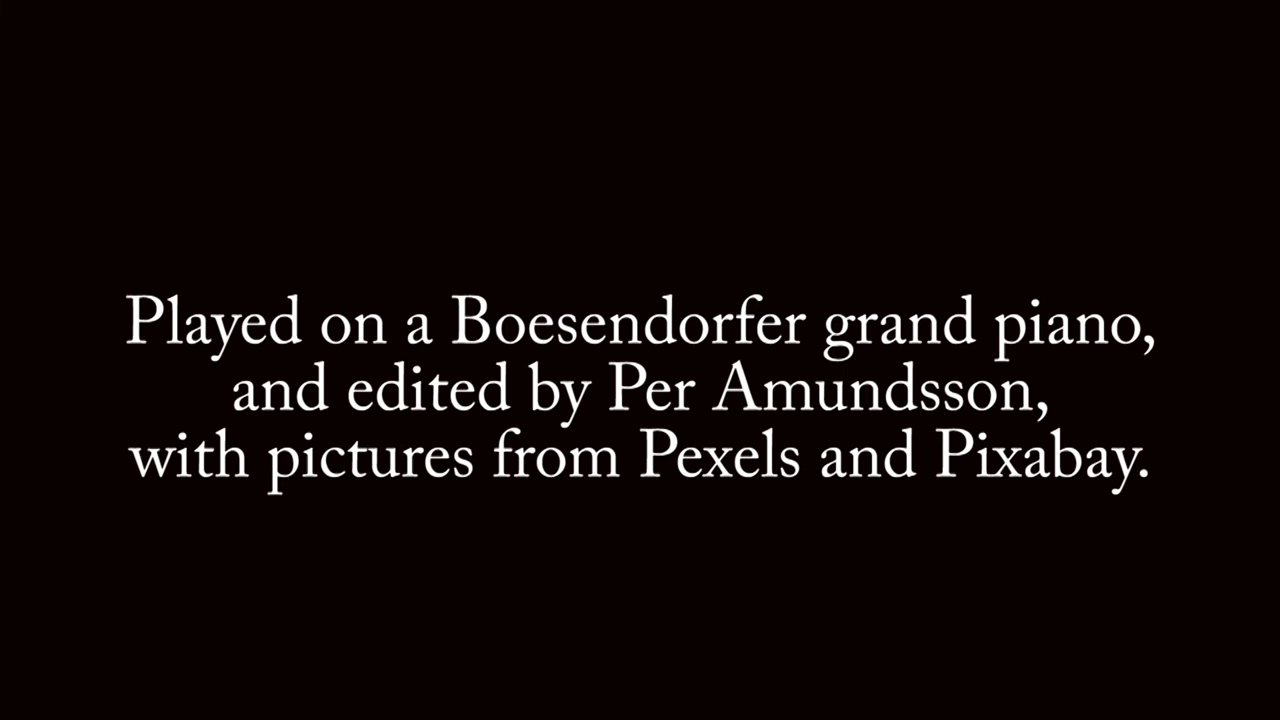 Played on a Boesendorfer grand piano,
and edited by Per Amundsson,
with pictures from Pexels and Pixabay.